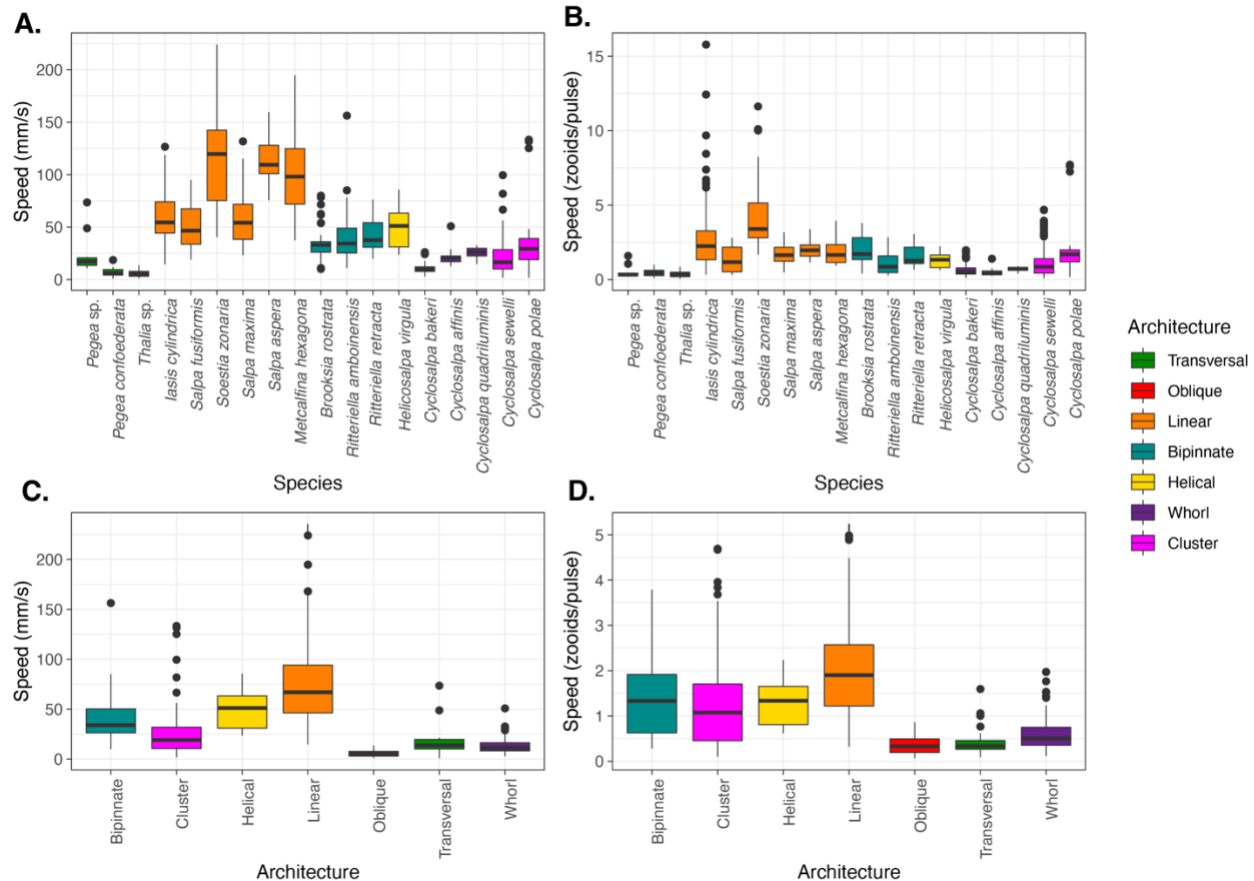 A.
Speed (mm/s)
200
150
100
50
0
Pegea sp.
Pegea confoederata
Thalia sp.
Iasis cylindrica
Salpa fusiformis
Soestia zonaria
Salpa maxima
Salpa aspera
Metcalfina hexagona
Brooksia rostrata
Ritteriella amboinensis
Ritteriella retracta
Helicosalpa virgula
Cyclosalpa bakeri
Cyclosalpa affinis
Cyclosalpa quadriluminis
Cyclosalpa sewelli
Cyclosalpa polae
Species
B.
Speed (zooids/pulse)
15
10
5
0
Pegea sp.
Pegea confoederata
Thalia sp.
Iasis cylindrica
Salpa fusiformis
Soestia zonaria
Salpa maxima
Salpa aspera
Metcalfina hexagona
Brooksia rostrata
Ritteriella amboinensis
Ritteriella retracta
Helicosalpa virgula
Cyclosalpa bakeri
Cyclosalpa affinis
Cyclosalpa quadriluminis
Cyclosalpa sewelli
Cyclosalpa polae
Species
Architecture
Transversal
Oblique
Linear
Bipinnate
Helical
Whorl
Cluster
C.
Speed (mm/s)
200
150
100
50
0
Bipinnate
Cluster
Helical
Linear
Oblique
Transversal
Whorl
Architecture
D.
Speed (zooids/pulse)
5
4
3
2
1
0
Bipinnate
Cluster
Helical
Linear
Oblique
Transversal
Whorl
Architecture